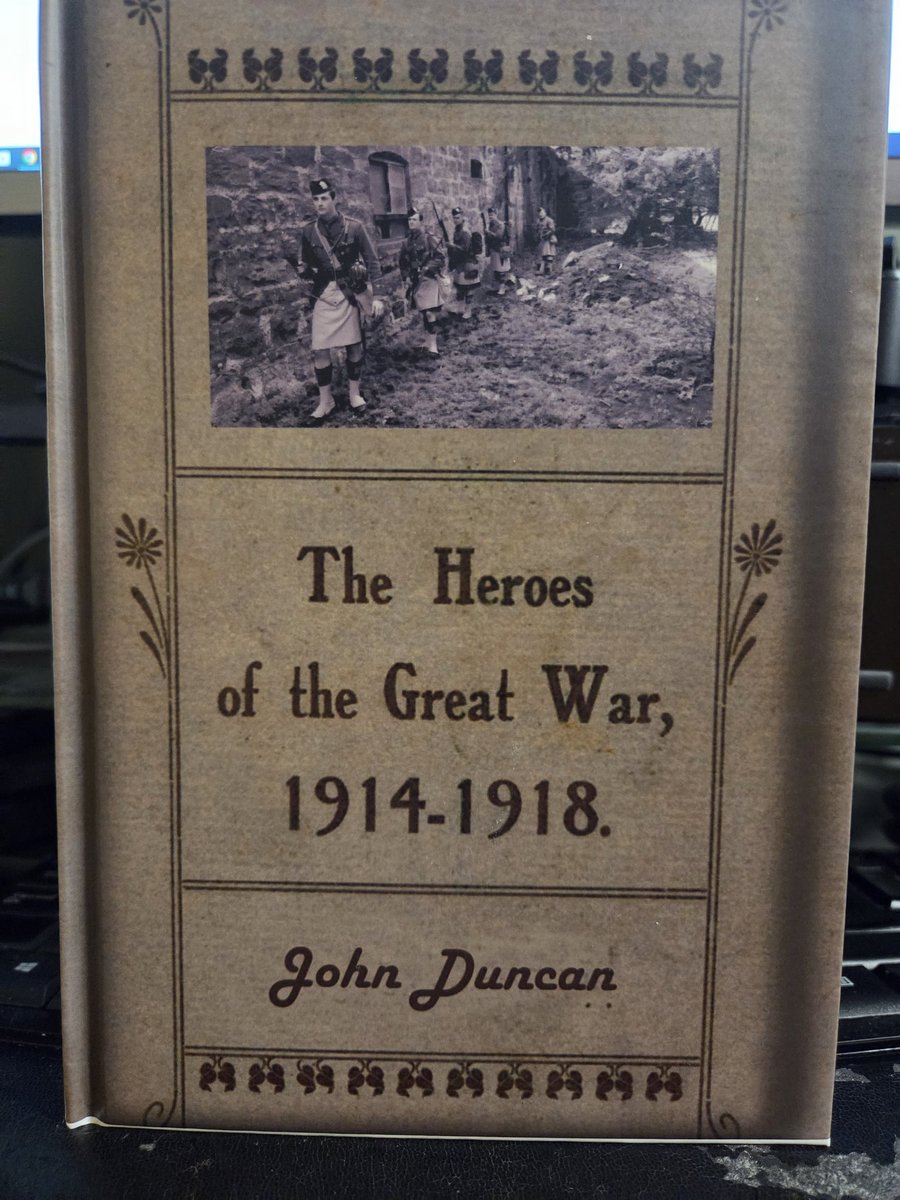 The Heroes
of the Great War,
1914-1918.
John Duncan